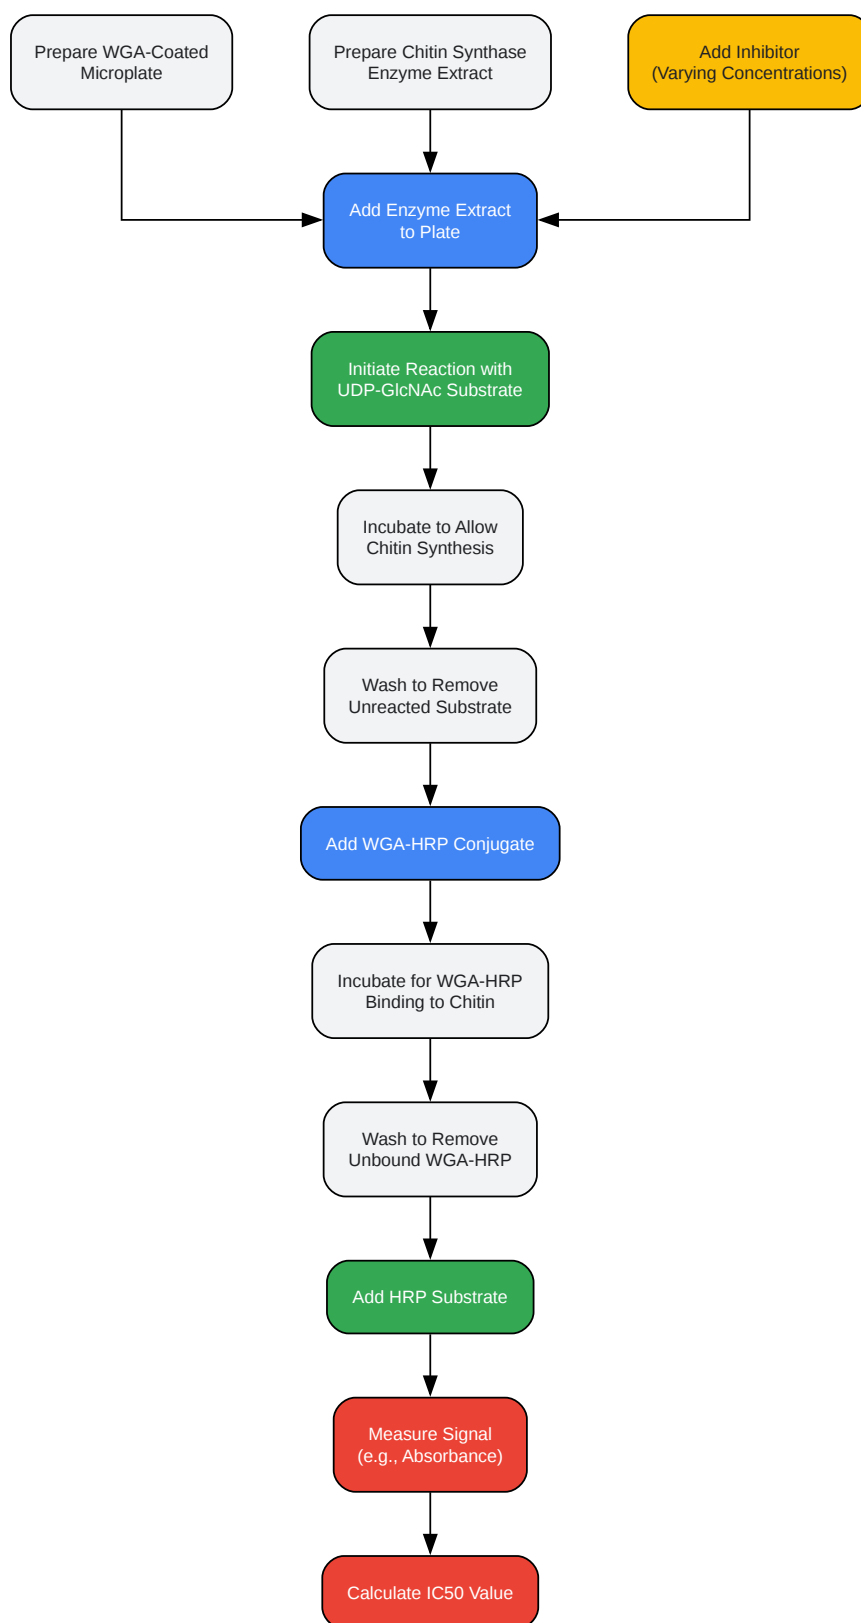 Prepare WGA-Coated
Microplate
Prepare Chitin Synthase
Enzyme Extract
Add Inhibitor
(Varying Concentrations)
Add Enzyme Extract
to Plate
Initiate Reaction with
UDP-GlcNAc Substrate
Incubate to Allow
Chitin Synthesis
Wash to Remove
Unreacted Substrate
Add WGA-HRP Conjugate
Incubate for WGA-HRP
Binding to Chitin
Wash to Remove
Unbound WGA-HRP
Add HRP Substrate
Measure Signal
(e.g., Absorbance)
Calculate IC50 Value